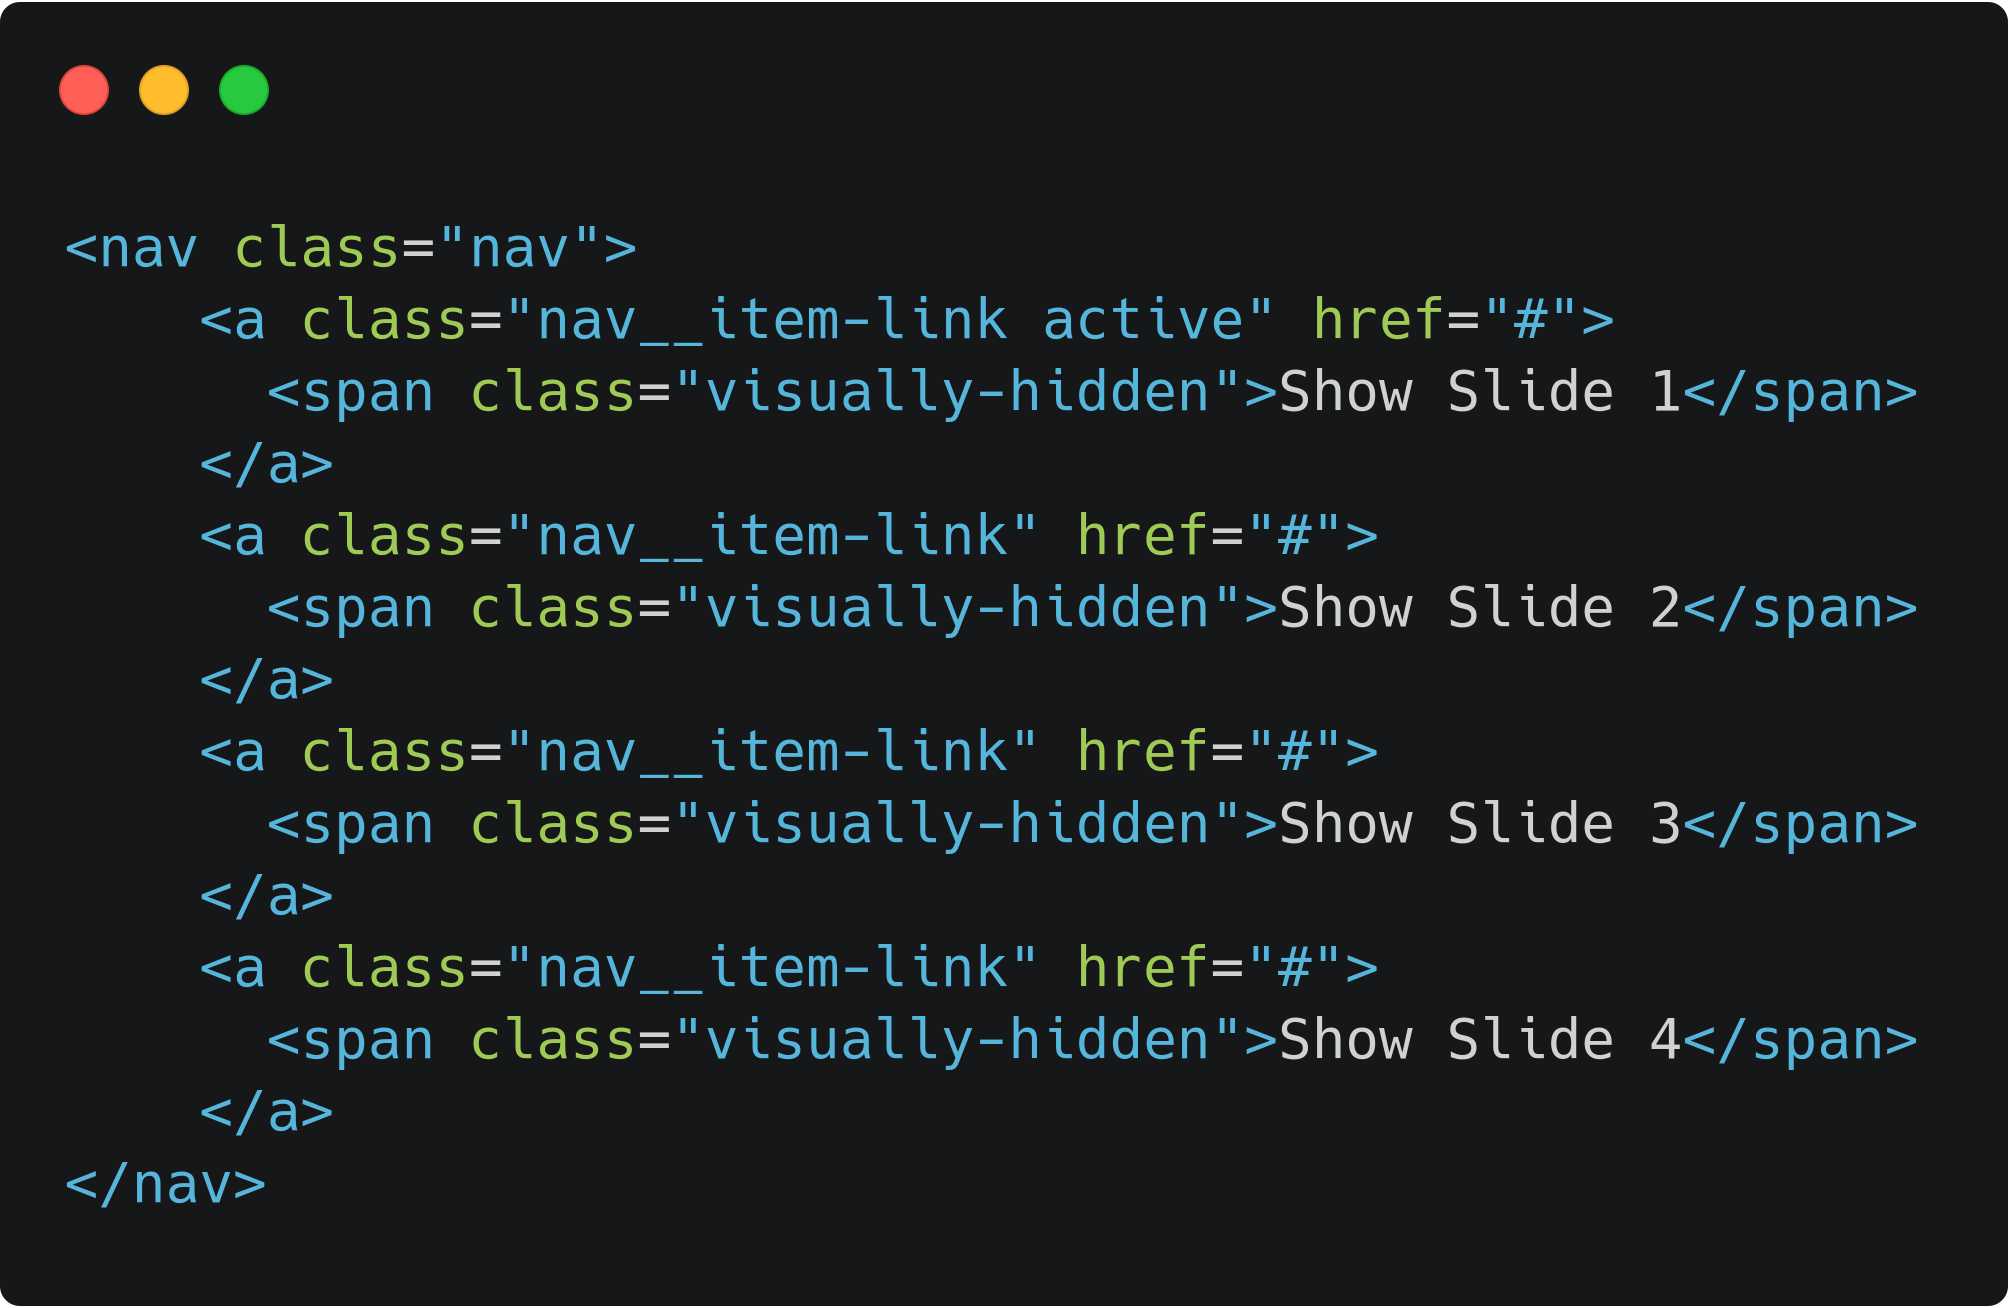 <nav class="nav">
    <a class="nav__item-link active" href="#">
      <span class="visually-hidden">Show Slide 1</span>
    </a>
    <a class="nav__item-link" href="#">
      <span class="visually-hidden">Show Slide 2</span>
    </a>
    <a class="nav__item-link" href="#">
      <span class="visually-hidden">Show Slide 3</span>
    </a>
    <a class="nav__item-link" href="#">
      <span class="visually-hidden">Show Slide 4</span>
    </a>
</nav>